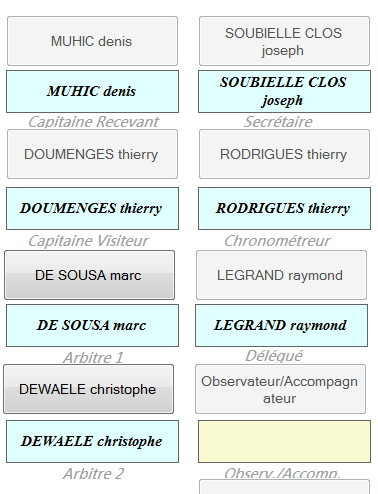 MUHIC denis
SOUBIELLE CLOS
joseph
MUHIC denis
SOUBIELLE CLOS
joseph
Capitaine Recevant
Secrétaire
DOUMENGES thierry
RODRIGUES thierry
DOUMENGES thierry
RODRIGUES thierry
Capitaine Visiteur
Chronométreur
DE SOUSA marc
LEGRAND raymond
DE SOUSA marc
LEGRAND raymond
Arbitre 1
Délégué
DEWAELE christophe
Observateur/Accompagn
ateur
DEWAELE christophe
Arbitre 2
Observ./Accomp.